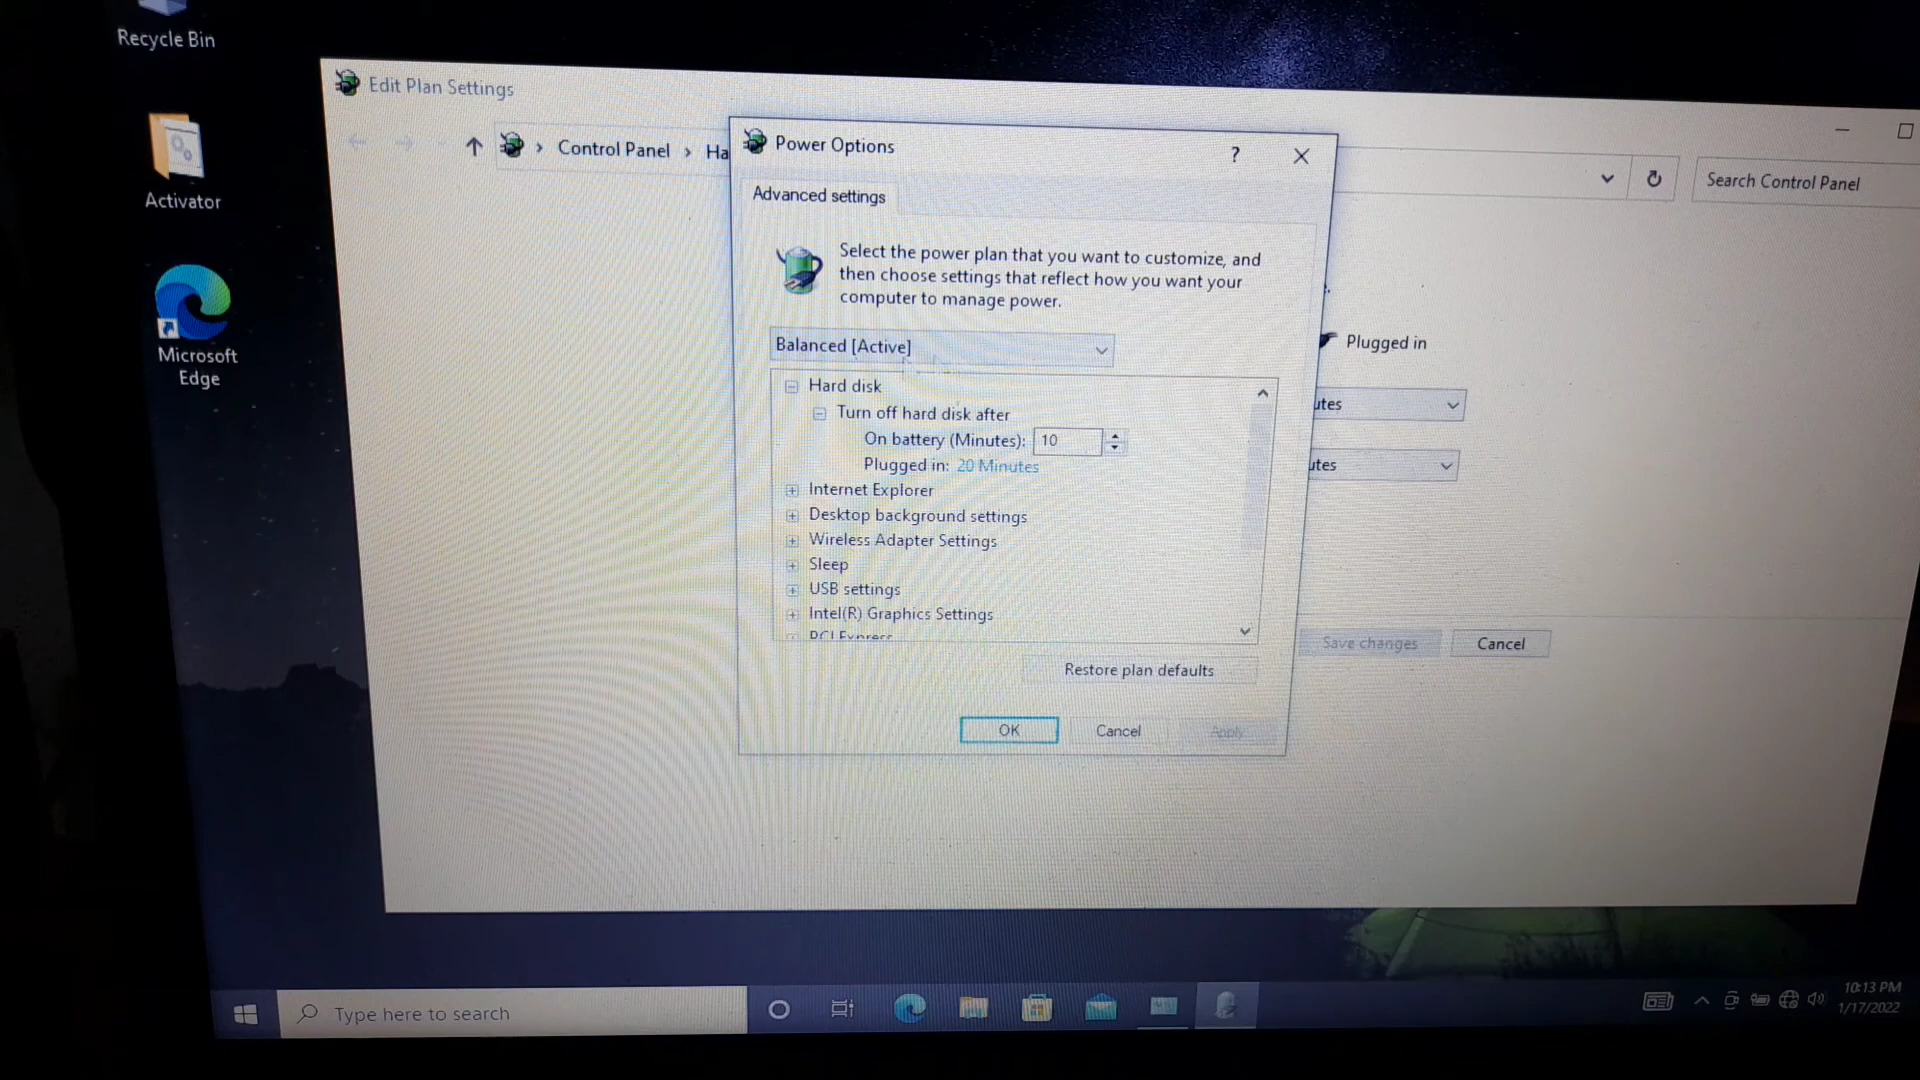 Recycle Bin
Activator
Microsoft
Edge
Edit Plan Settings
Control Panel
Ha
Search Control Panel
Power Options
?
Advanced settings
Select the power plan that you want to customize, and
then choose settings that reflect how you want your
computer to manage power.
Balanced [Active]
Hard disk
Turn off hard disk after
On battery (Minutes): 10
Plugged in: 20 Minutes
Internet Explorer
Desktop background settings
Wireless Adapter Settings
Sleep
USB settings
Intel(R) Graphics Settings
PCI Express
Restore plan defaults
OK
Cancel
Apply
Plugged in
utes
utes
Save changes
Cancel
Type here to search
10:13 PM
1/17/2022